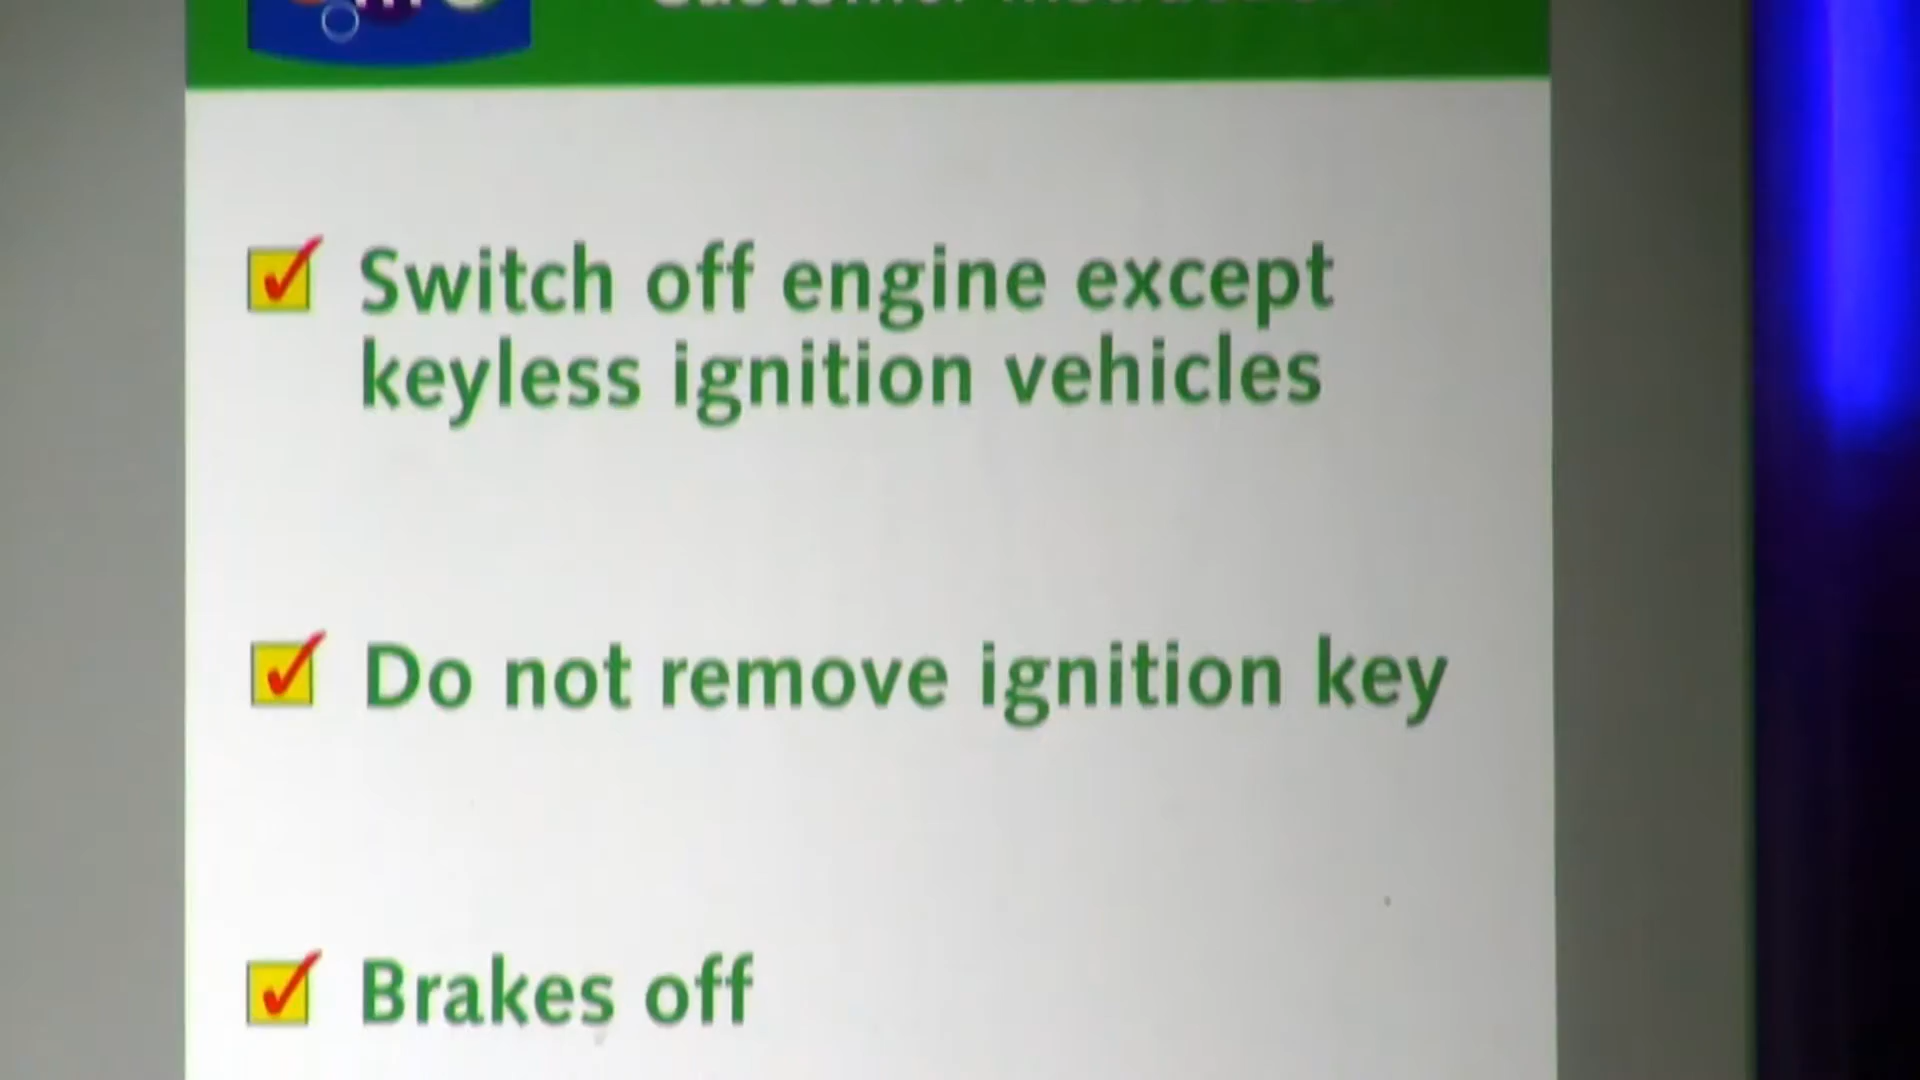 Switch off engine except
keyless ignition vehicles
Do not remove ignition key
Brakes off